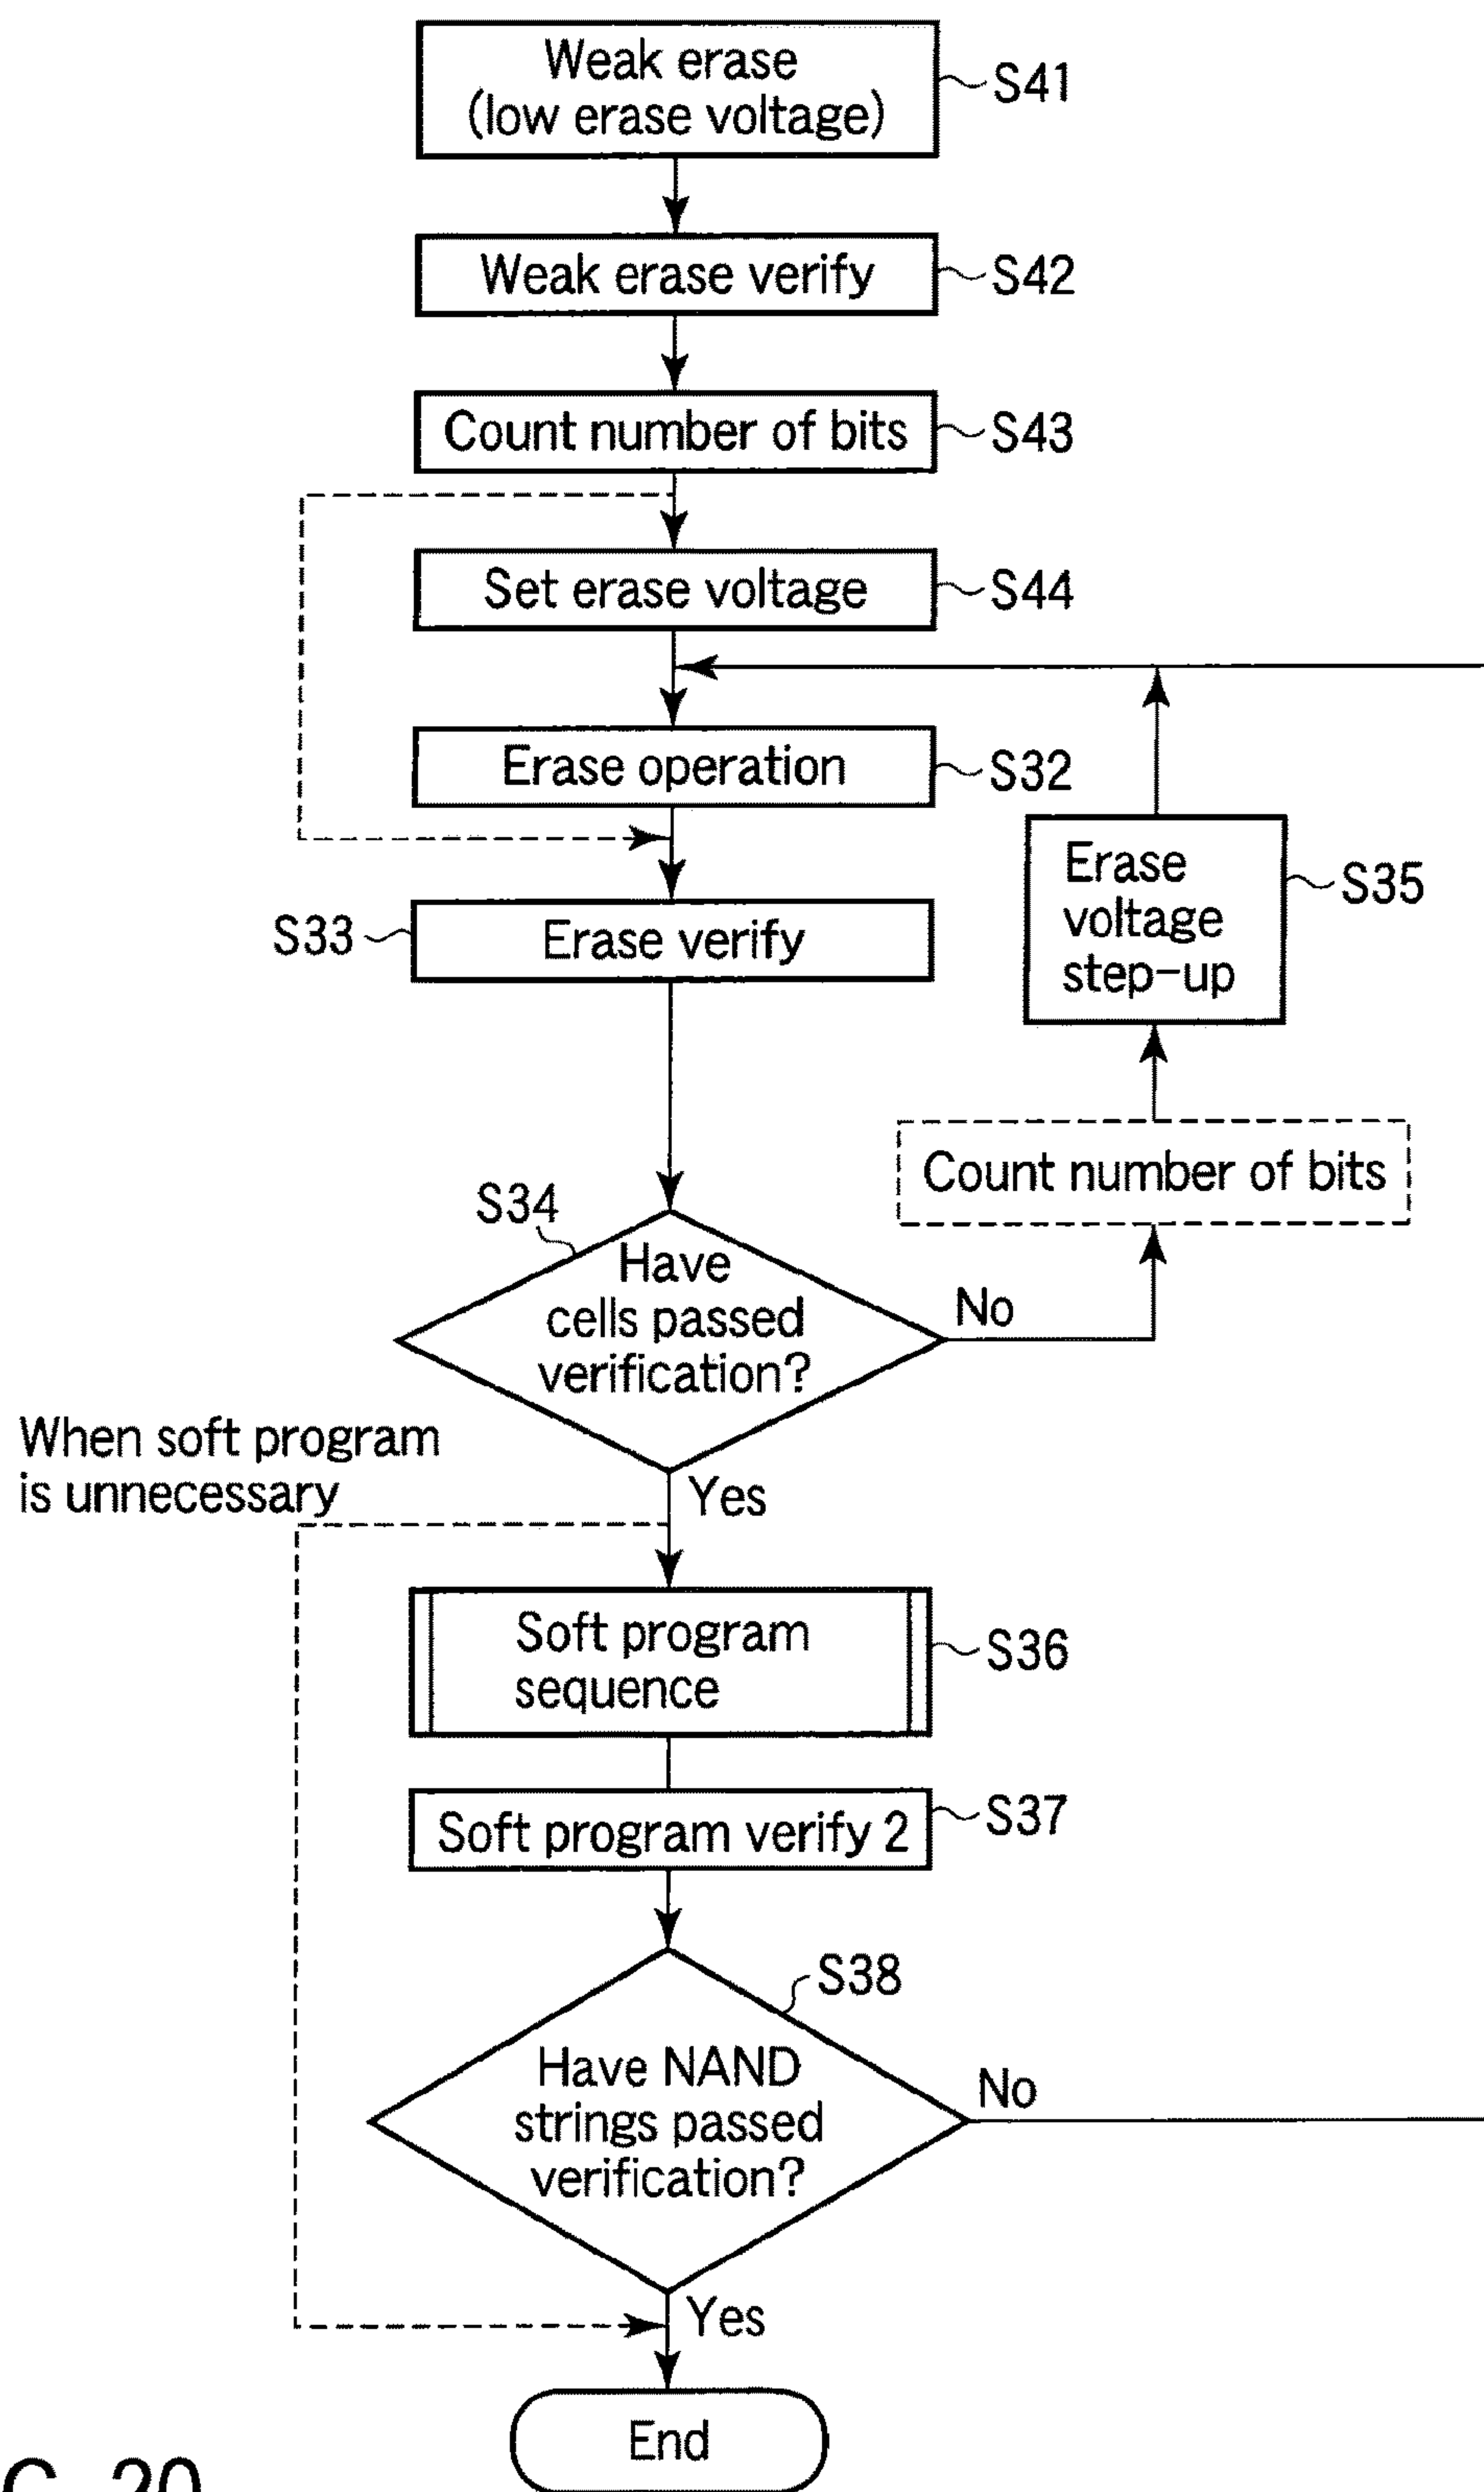 Weak erase
(low erase voltage)
S41
Weak erase verify
S42
Count number of bits
S43
Set erase voltage
S44
Erase operation
S32
Erase
voltage
step-up
S35
S33
Erase verify
Count number of bits
S34
Have
cells passed
verification?
No
When soft program
is unnecessary
Yes
Soft program
sequence
S36
Soft program verify 2
S37
S38
Have NAND
strings passed
verification?
No
Yes
End
G. 20